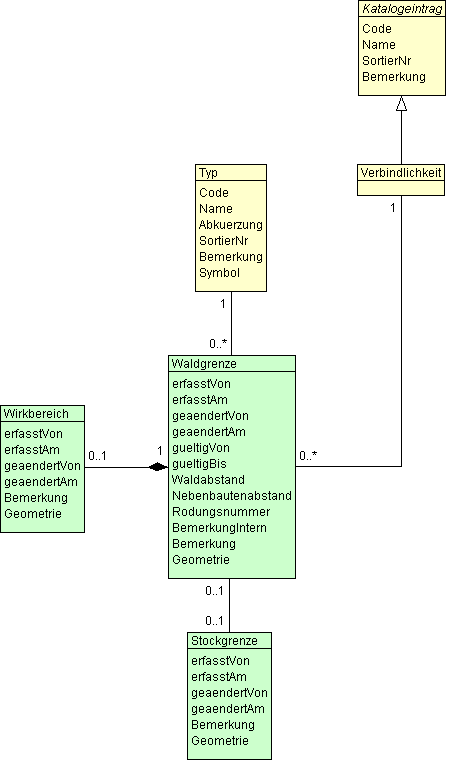 Katalogeintrag
Code
Name
SortierNr
Bemerkung
Verbindlichkeit
1
Typ
Code
Name
Abkuerzung
SortierNr
Bemerkung
Symbol
1
0..*
Waldgrenze
erfasstVon
erfasstAm
geaendertVon
geaendertAm
gueltigVon
gueltigBis
Waldabstand
Nebenbautenabstand
Rodungsnummer
BemerkungIntern
Bemerkung
Geometrie
0..*
Wirkbereich
erfasstVon
erfasstAm
geaendertVon
geaendertAm
Bemerkung
Geometrie
0..1
1
0..1
0..1
Stockgrenze
erfasstVon
erfasstAm
geaendertVon
geaendertAm
Bemerkung
Geometrie